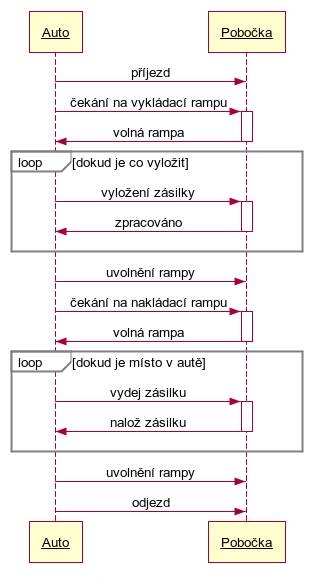 Auto
Pobočka
příjezd
čekání na vykládací rampu
volná rampa
loop [dokud je co vyložit]
vyložení zásilky
zpracováno
uvolnění rampy
čekání na nakládací rampu
volná rampa
loop [dokud je místo v autě]
vydej zásilku
nalož zásilku
uvolnění rampy
odjezd
Auto
Pobočka